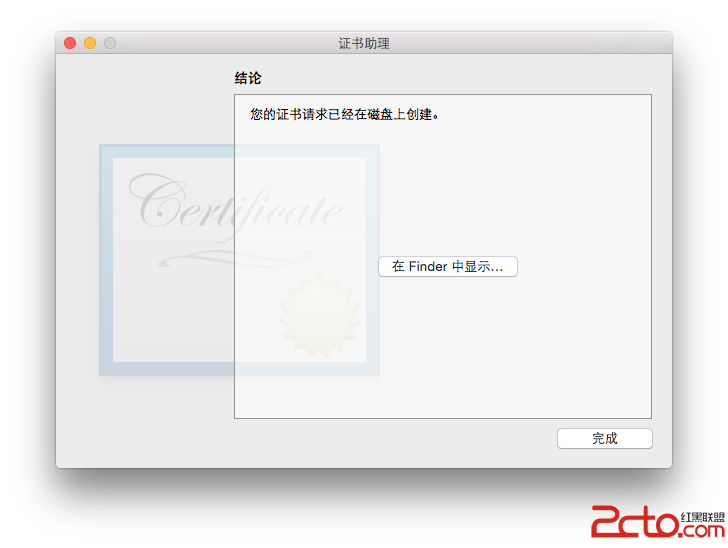 证书助理
结论
您的证书请求已经在磁盘上创建。
Certificate
在 Finder 中显示...
完成
2cto.com
红黑联盟